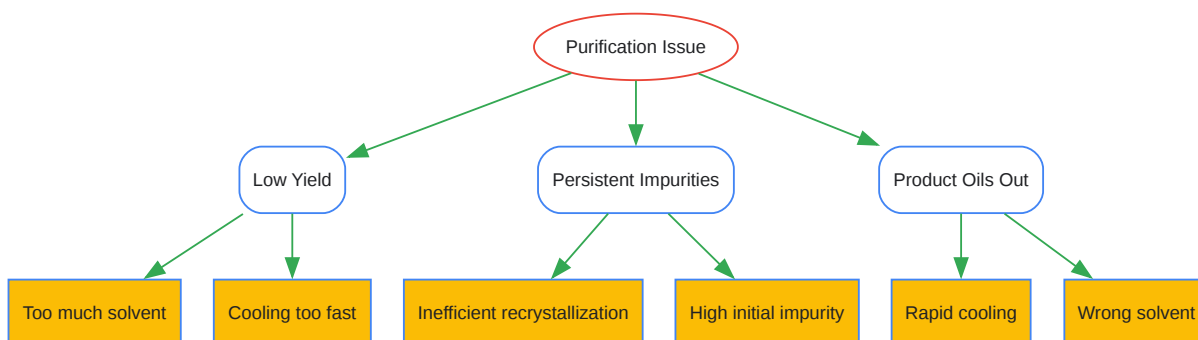 Purification Issue
Low Yield
Persistent Impurities
Product Oils Out
Too much solvent
Cooling too fast
Inefficient recrystallization
High initial impurity
Rapid cooling
Wrong solvent